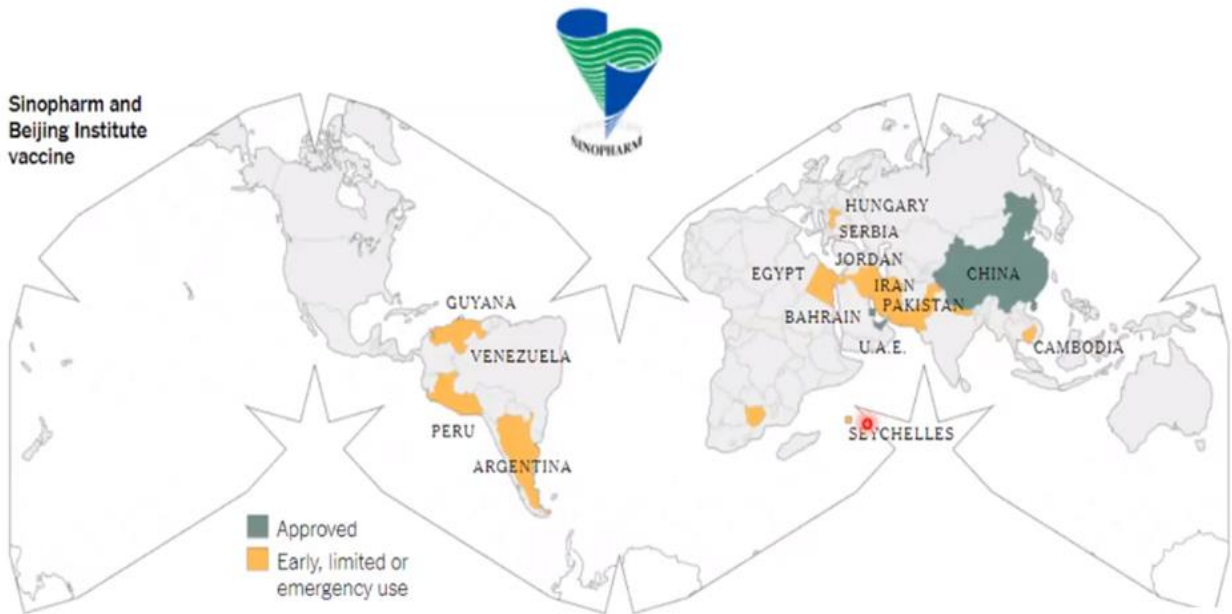 SINOPHARM
Sinopharm and
Beijing Institute
vaccine
HUNGARY
SERBIA
JORDAN
EGYPT
IRAN
CHINA
PAKISTAN
BAHRAIN
U.A.E.
CAMBODIA
GUYANA
VENEZUELA
SEYCHELLES
PERU
ARGENTINA
Approved
Early, limited or
emergency use